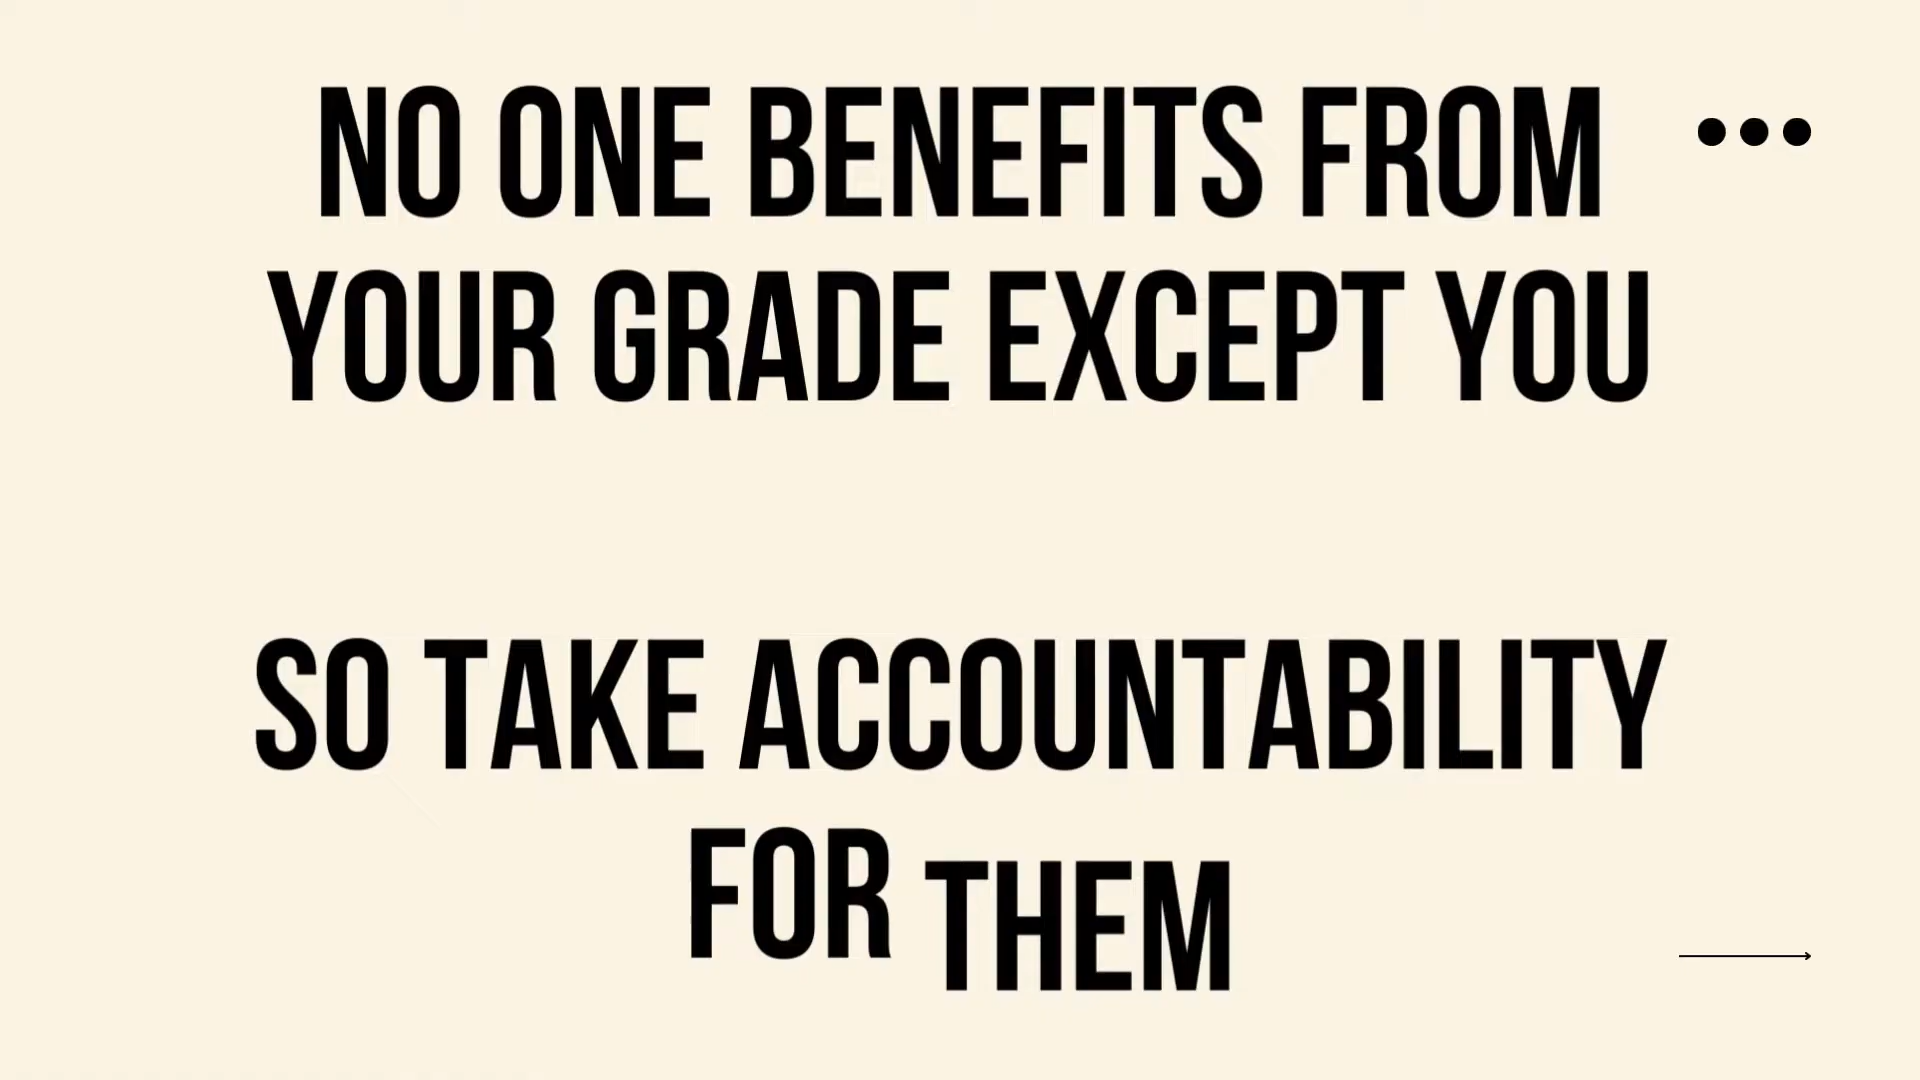 NO ONE BENEFITS FROM
YOUR GRADE EXCEPT YOU
SO TAKE ACCOUNTABILITY
FOR THEM